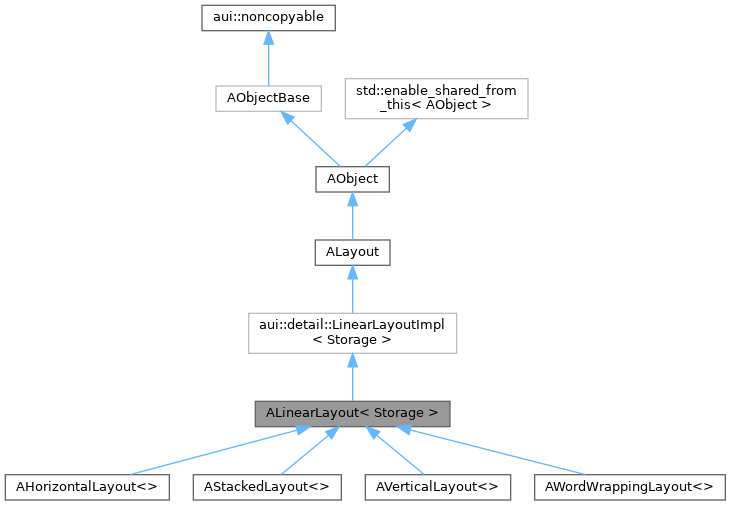 aui::noncopyable
AObjectBase
std::enable_shared_from
_this< AObject >
AObject
ALayout
aui::detail::LinearLayoutImpl
< Storage >
ALinearLayout< Storage >
AHorizontalLayout<>
AStackedLayout<>
AVerticalLayout<>
AWordWrappingLayout<>